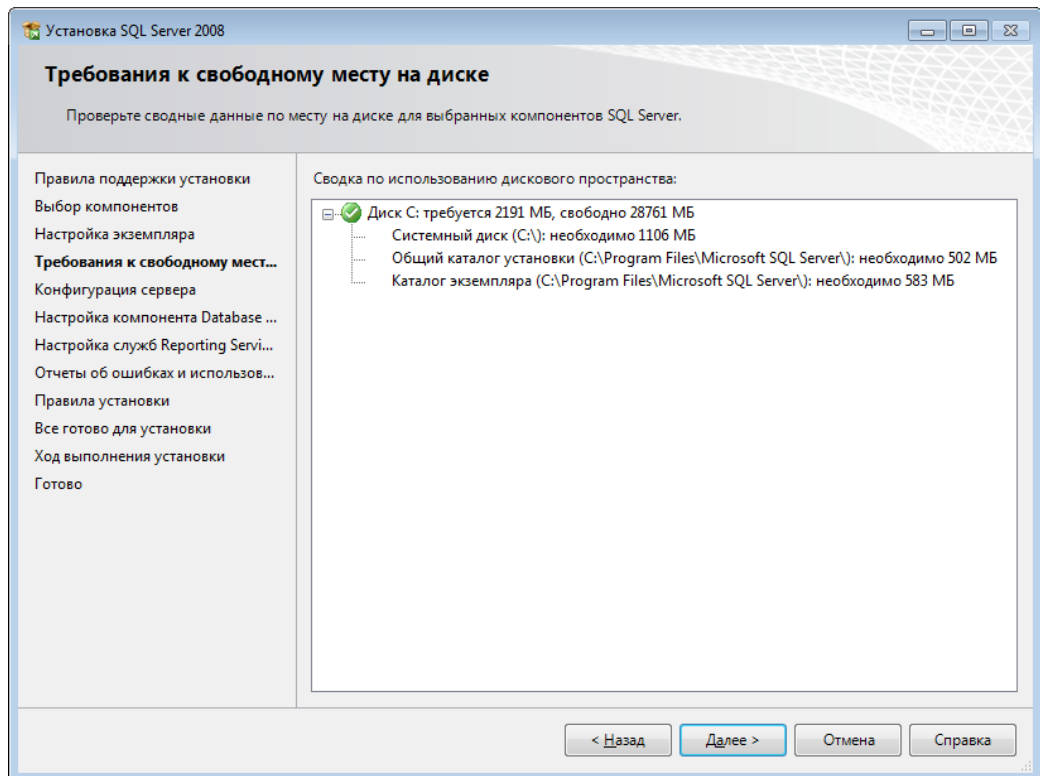 Установка SQL Server 2008
Требования к свободному месту на диске
Проверьте сводные данные по месту на диске для выбранных компонентов SQL Server.
Правила поддержки установки
Выбор компонентов
Настройка экземпляра
Требования к свободному мест...
Конфигурация сервера
Настройка компонента Database ...
Настройка служб Reporting Servi...
Отчеты об ошибках и использов...
Правила установки
Все готово для установки
Ход выполнения установки
Готово
Сводка по использованию дискового пространства:
Диск C: требуется 2191 МБ, свободно 28761 МБ
Системный диск (C:\): необходимо 1106 МБ
Общий каталог установки (C:\Program Files\Microsoft SQL Server\): необходимо 502 МБ
Каталог экземпляра (C:\Program Files\Microsoft SQL Server\): необходимо 583 МБ
< Назад
Далее >
Отмена
Справка